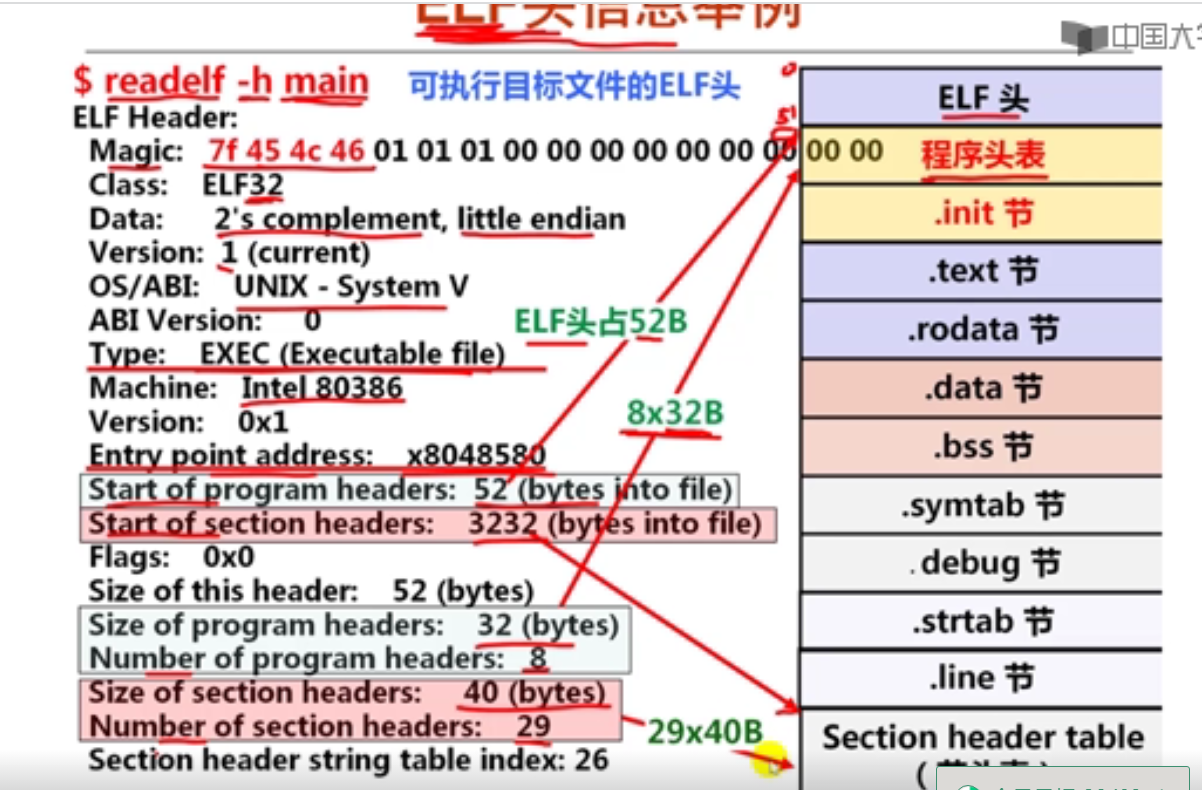 ELF头信息举例
中国大
$ readelf -h main 可执行目标文件的ELF头
ELF Header:
Magic: 7f 45 4c 46 01 01 01 00 00 00 00 00 00 00 00 00
Class: ELF32
Data: 2's complement, little endian
Version: 1 (current)
OS/ABI: UNIX - System V
ABI Version: 0
ELF头占52B
Type: EXEC (Executable file)
Machine: Intel 80386
8x32B
Version: 0x1
Entry point address: x8048580
Start of program headers: 52 (bytes into file)
Start of section headers: 3232 (bytes into file)
Flags: 0x0
Size of this header: 52 (bytes)
Size of program headers: 32 (bytes)
Number of program headers: 8
Size of section headers: 40 (bytes)
Number of section headers: 29
29x40B
Section header string table index: 26
0
51
ELF 头
程序头表
.init 节
.text 节
.rodata 节
.data 节
.bss 节
.symtab 节
.debug 节
.strtab 节
.line 节
Section header table